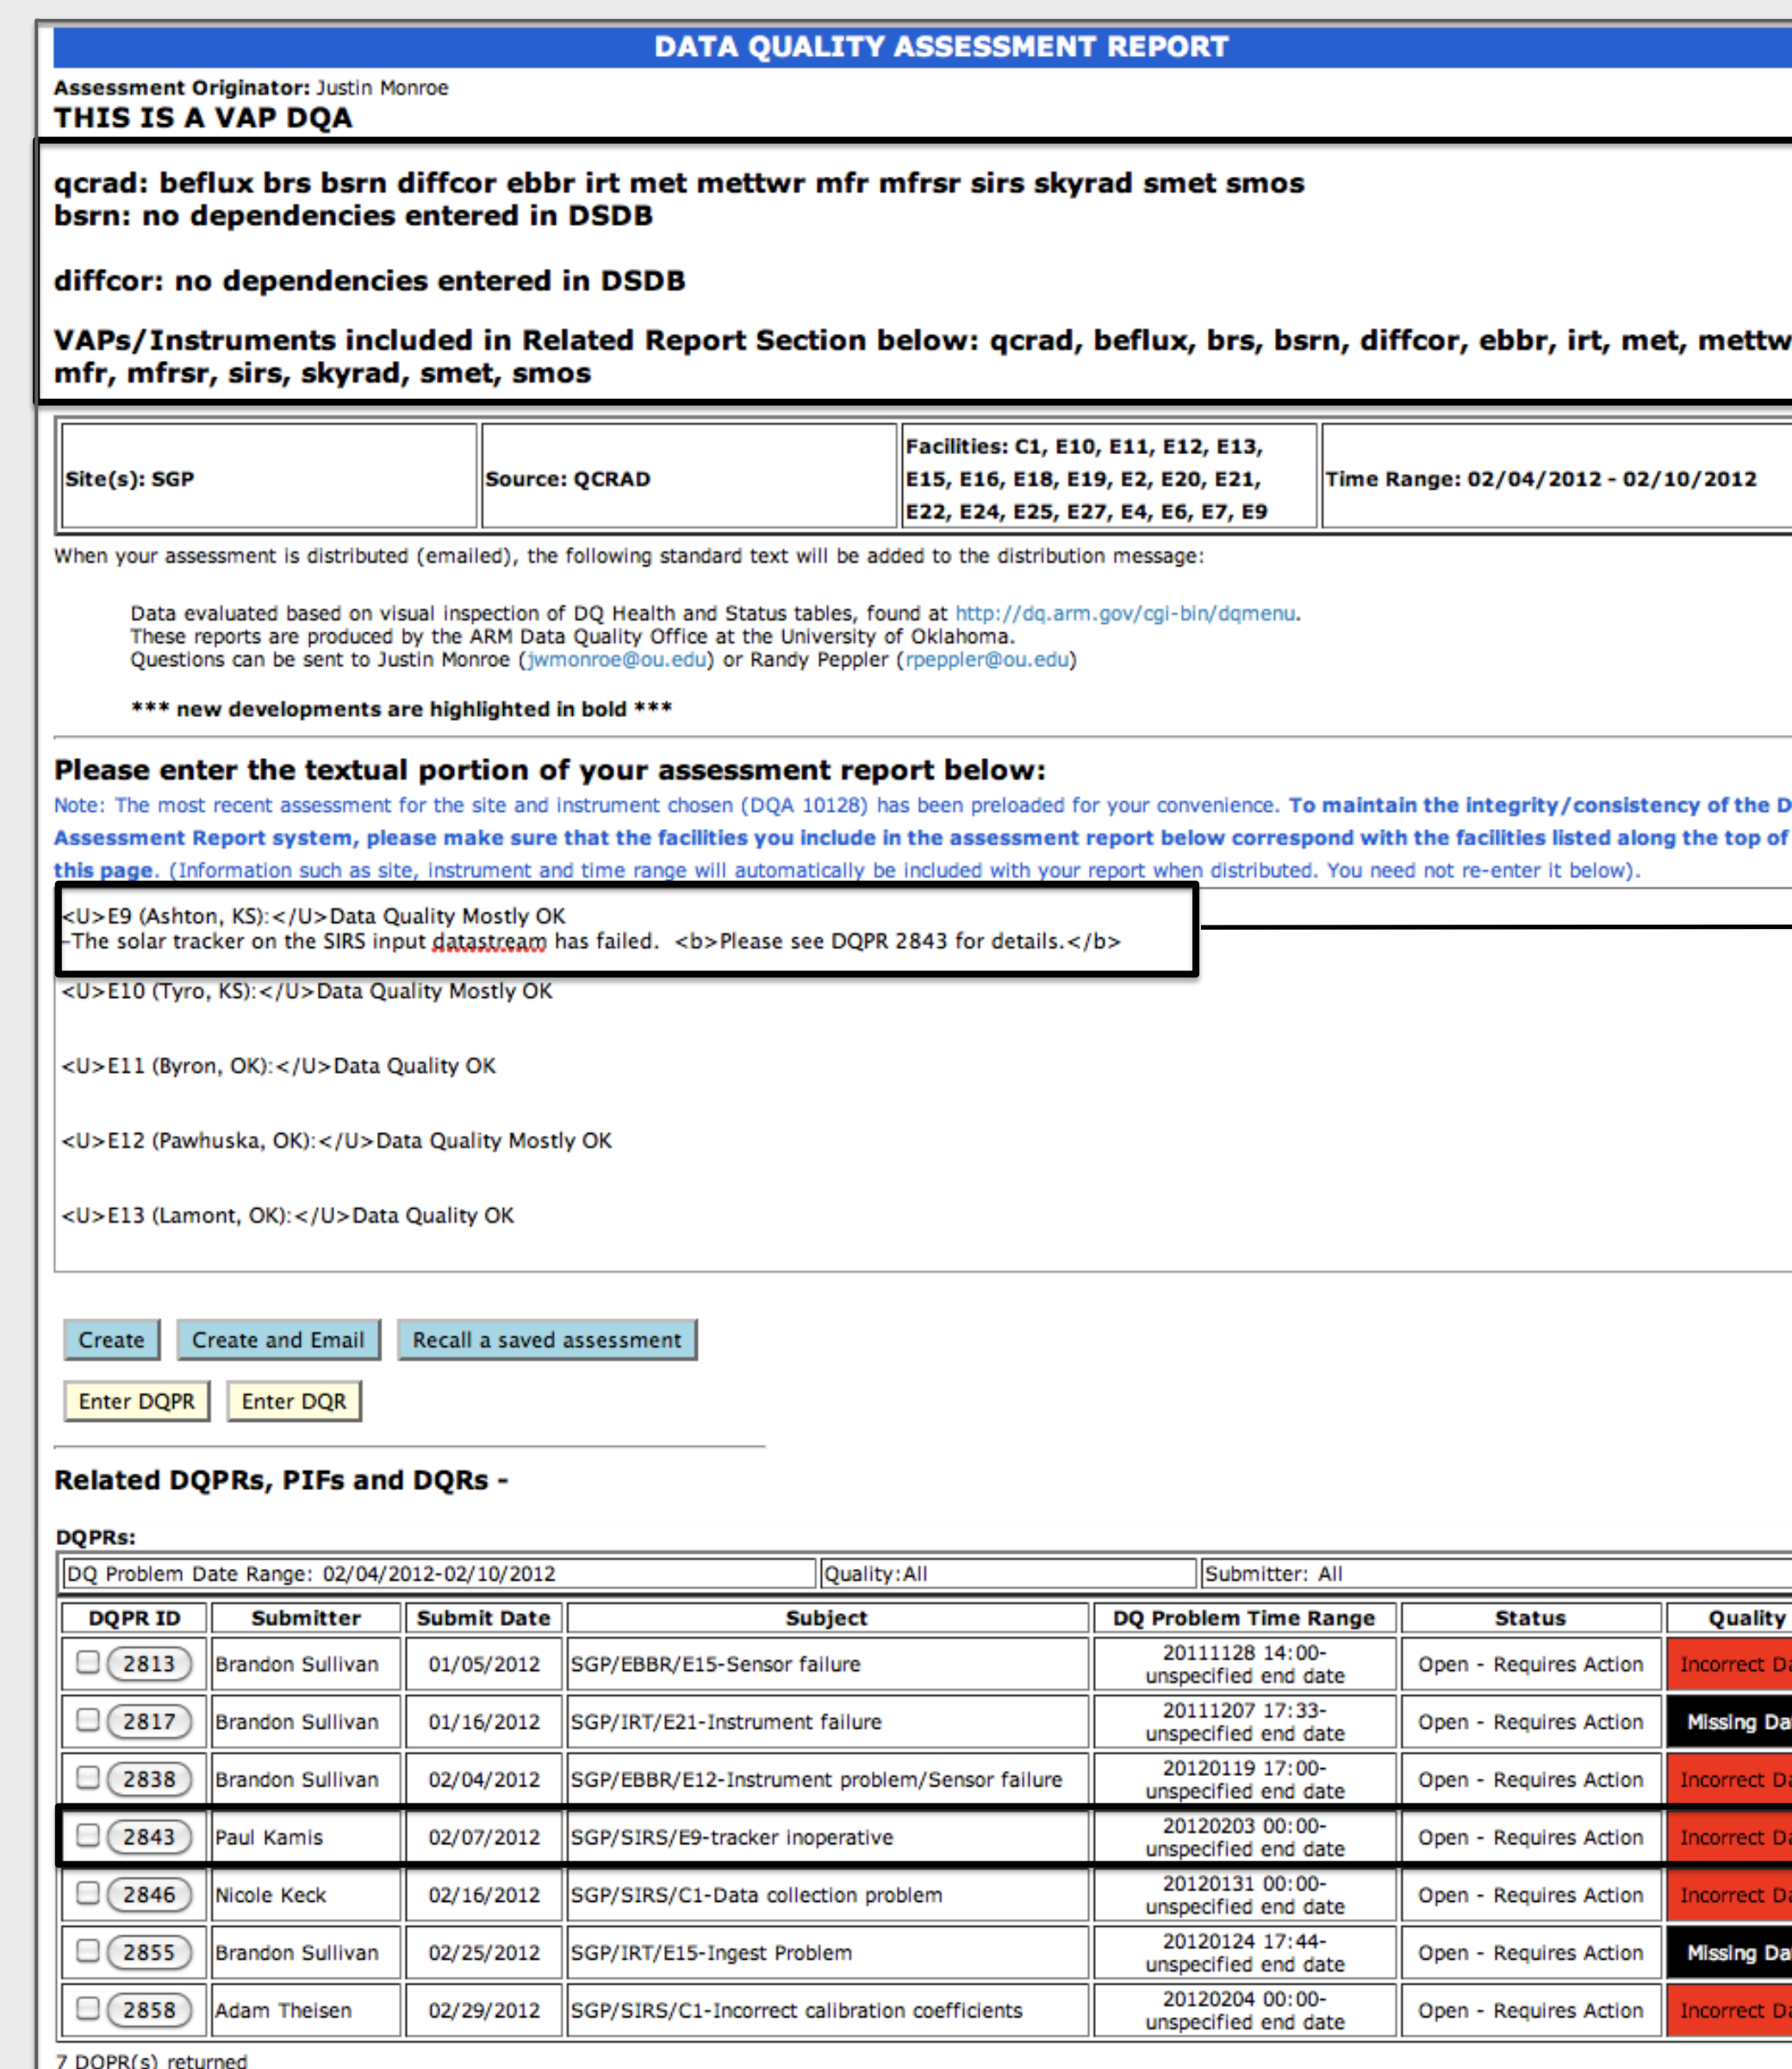 DATA QUALITY ASSESSMENT REPORT
Assessment Originator: Justin Monroe
THIS IS A VAP DQA
qcrad: beflux brs bsrn diffcor ebbr irt met mettwr mfr mfrsr sirs skyrad smet smos
bsrn: no dependencies entered in DSDB
diffcor: no dependencies entered in DSDB
VAPs/Instruments included in Related Report Section below: qcrad, beflux, brs, bsrn, diffcor, ebbr, irt, met, mettw
mfr, mfrsr, sirs, skyrad, smet, smos
Site(s): SGP
Source: QCRAD
Facilities: C1, E10, E11, E12, E13,
E15, E16, E18, E19, E2, E20, E21,
E22, E24, E25, E27, E4, E6, E7, E9
Time Range: 02/04/2012 - 02/10/2012
When your assessment is distributed (emailed), the following standard text will be added to the distribution message:
Data evaluated based on visual inspection of DQ Health and Status tables, found at http://dq.arm.gov/cgi-bin/dqmenu.
These reports are produced by the ARM Data Quality Office at the University of Oklahoma.
Questions can be sent to Justin Monroe (jwmonroe@ou.edu) or Randy Peppler (rpeppler@ou.edu)
*** new developments are highlighted in bold ***
Please enter the textual portion of your assessment report below:
Note: The most recent assessment for the site and instrument chosen (DQA 10128) has been preloaded for your convenience. To maintain the integrity/consistency of the D
Assessment Report system, please make sure that the facilities you include in the assessment report below correspond with the facilities listed along the top of
this page. (Information such as site, instrument and time range will automatically be included with your report when distributed. You need not re-enter it below).
<U>E9 (Ashton, KS):</U>Data Quality Mostly OK
-The solar tracker on the SIRS input datastream has failed.  <b>Please see DQPR 2843 for details.</b>
<U>E10 (Tyro, KS):</U>Data Quality Mostly OK
<U>E11 (Byron, OK):</U>Data Quality OK
<U>E12 (Pawhuska, OK):</U>Data Quality Mostly OK
<U>E13 (Lamont, OK):</U>Data Quality OK
Create Create and Email Recall a saved assessment
Enter DQPR Enter DQR
Related DQPRs, PIFs and DQRs -
DQPRs:
DQ Problem Date Range: 02/04/2012-02/10/2012 Quality:All Submitter: All
DQPR ID Submitter Submit Date Subject DQ Problem Time Range Status Quality
2813 Brandon Sullivan 01/05/2012 SGP/EBBR/E15-Sensor failure 20111128 14:00-
unspecified end date Open - Requires Action Incorrect Da
2817 Brandon Sullivan 01/16/2012 SGP/IRT/E21-Instrument failure 20111207 17:33-
unspecified end date Open - Requires Action Missing Da
2838 Brandon Sullivan 02/04/2012 SGP/EBBR/E12-Instrument problem/Sensor failure 20120119 17:00-
unspecified end date Open - Requires Action Incorrect Da
2843 Paul Kamis 02/07/2012 SGP/SIRS/E9-tracker inoperative 20120203 00:00-
unspecified end date Open - Requires Action Incorrect Da
2846 Nicole Keck 02/16/2012 SGP/SIRS/C1-Data collection problem 20120131 00:00-
unspecified end date Open - Requires Action Incorrect Da
2855 Brandon Sullivan 02/25/2012 SGP/IRT/E15-Ingest Problem 20120124 17:44-
unspecified end date Open - Requires Action Missing Da
2858 Adam Theisen 02/29/2012 SGP/SIRS/C1-Incorrect calibration coefficients 20120204 00:00-
unspecified end date Open - Requires Action Incorrect Da
7 DQPR(s) returned